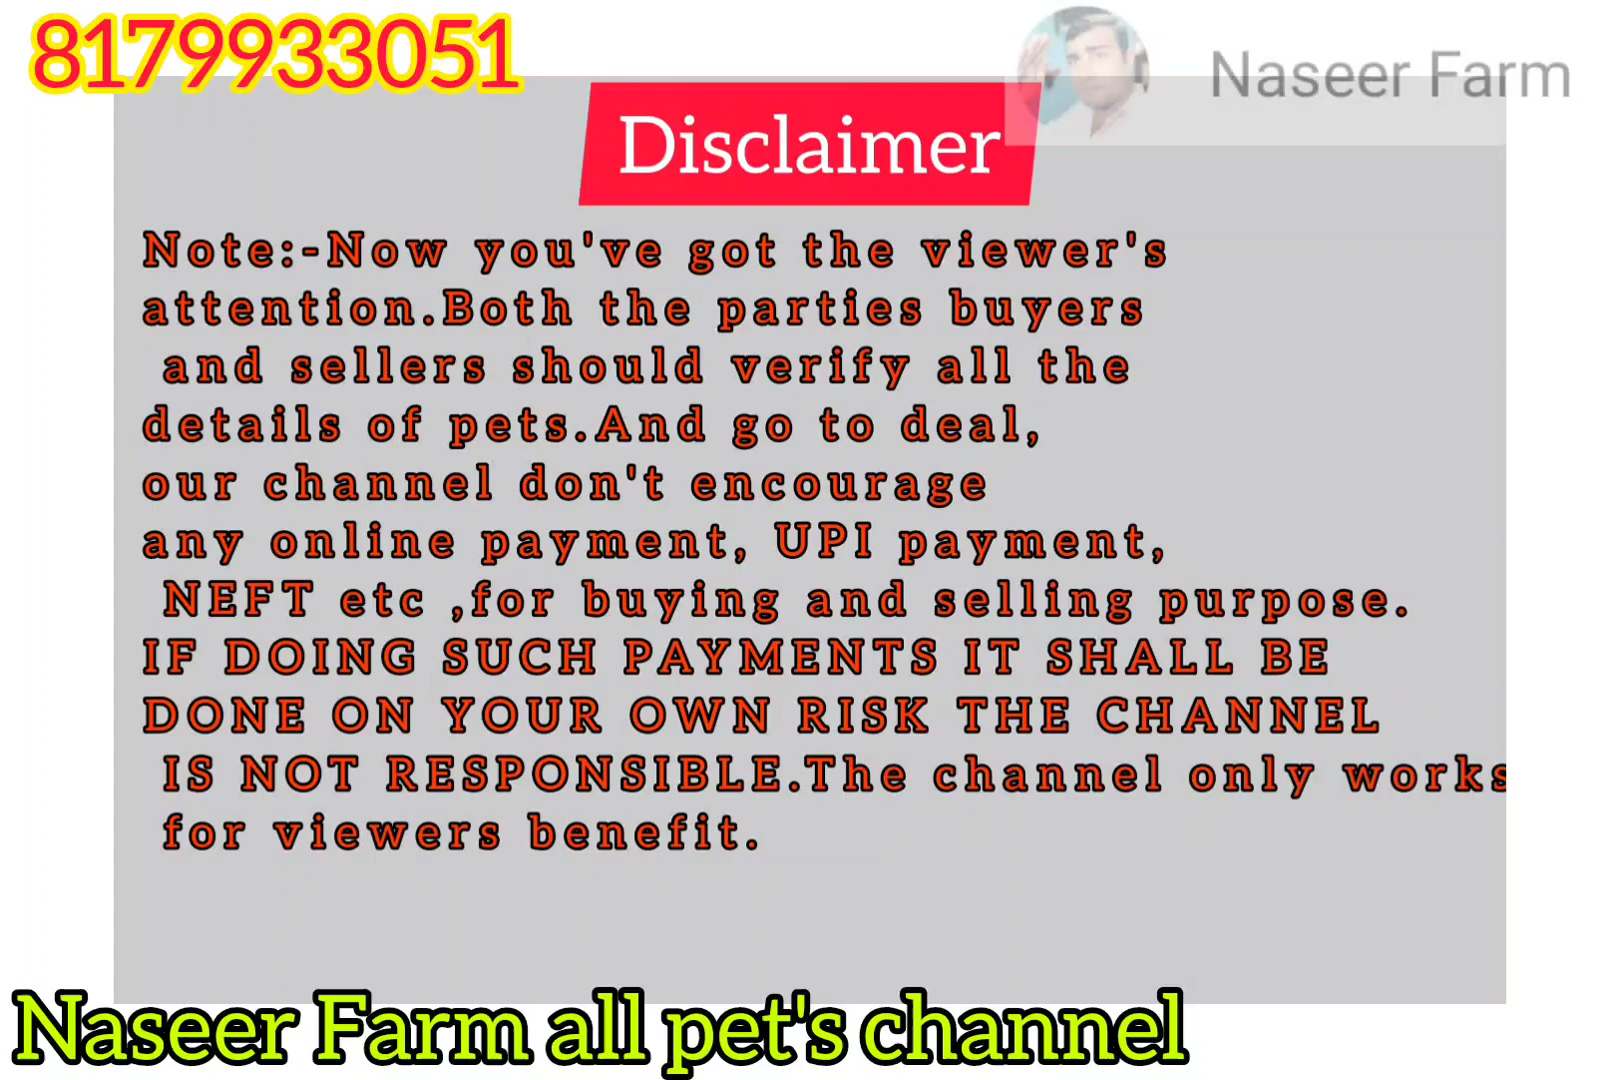 8179933051
Naseer Farm
Disclaimer
Note:-Now you've got the viewer's
attention.Both the parties buyers
and sellers should verify all the
details of pets.And go to deal,
our channel don't encourage
any online payment, UPI payment,
NEFT etc ,for buying and selling purpose.
IF DOING SUCH PAYMENTS IT SHALL BE
DONE ON YOUR OWN RISK THE CHANNEL
IS NOT RESPONSIBLE.The channel only works
for viewers benefit.
Naseer Farm all pet's channel